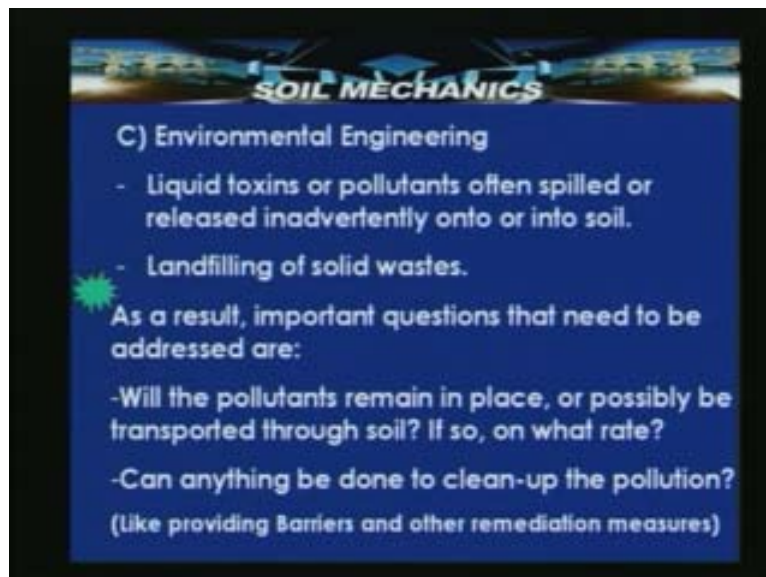 SOIL MECHANICS
C) Environmental Engineering
- Liquid toxins or pollutants often spilled or
released inadvertently onto or into soil.
- Landfilling of solid wastes.
As a result, important questions that need to be
addressed are:
-Will the pollutants remain in place, or possibly be
transported through soil? If so, on what rate?
-Can anything be done to clean-up the pollution?
(Like providing Barriers and other remediation measures)